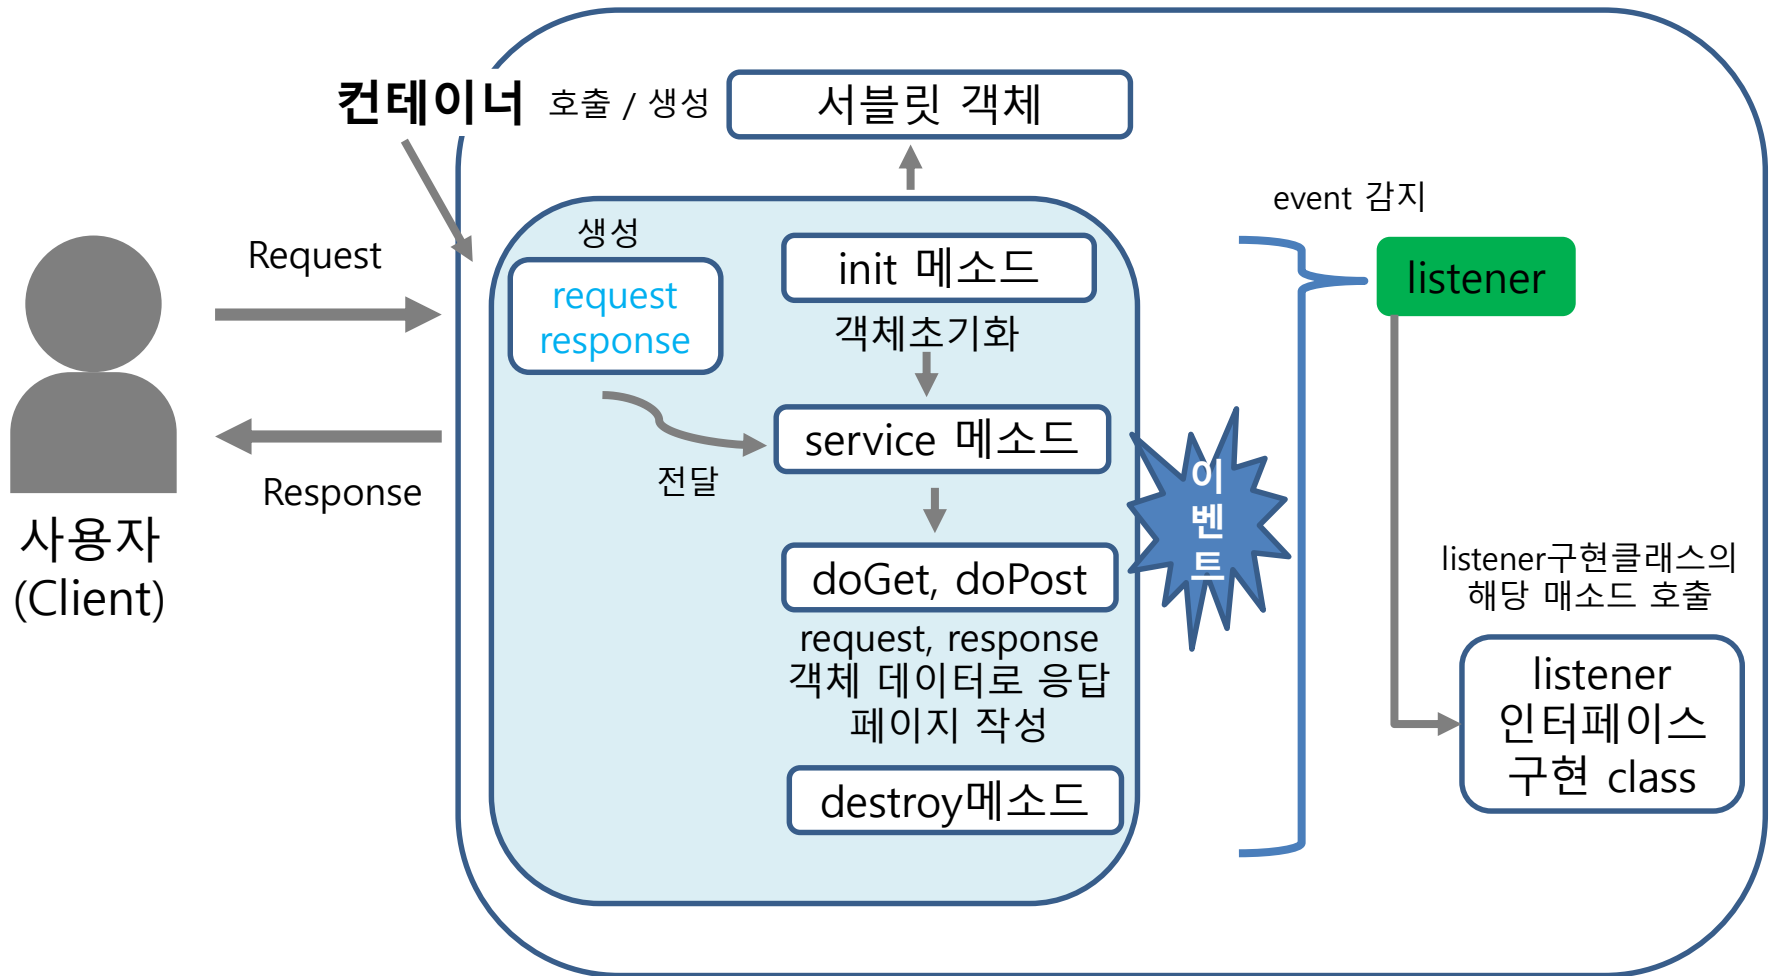 컨테이너
호출 / 생성
서블릿 객체
event 감지
생성
Request
init 메소드
listener
request
response
객체초기화
service 메소드
전달
Response
이
벤
트
사용자
(Client)
doGet, doPost
listener구현클래스의
해당 매소드 호출
request, response
객체 데이터로 응답
페이지 작성
listener
인터페이스
구현 class
destroy메소드